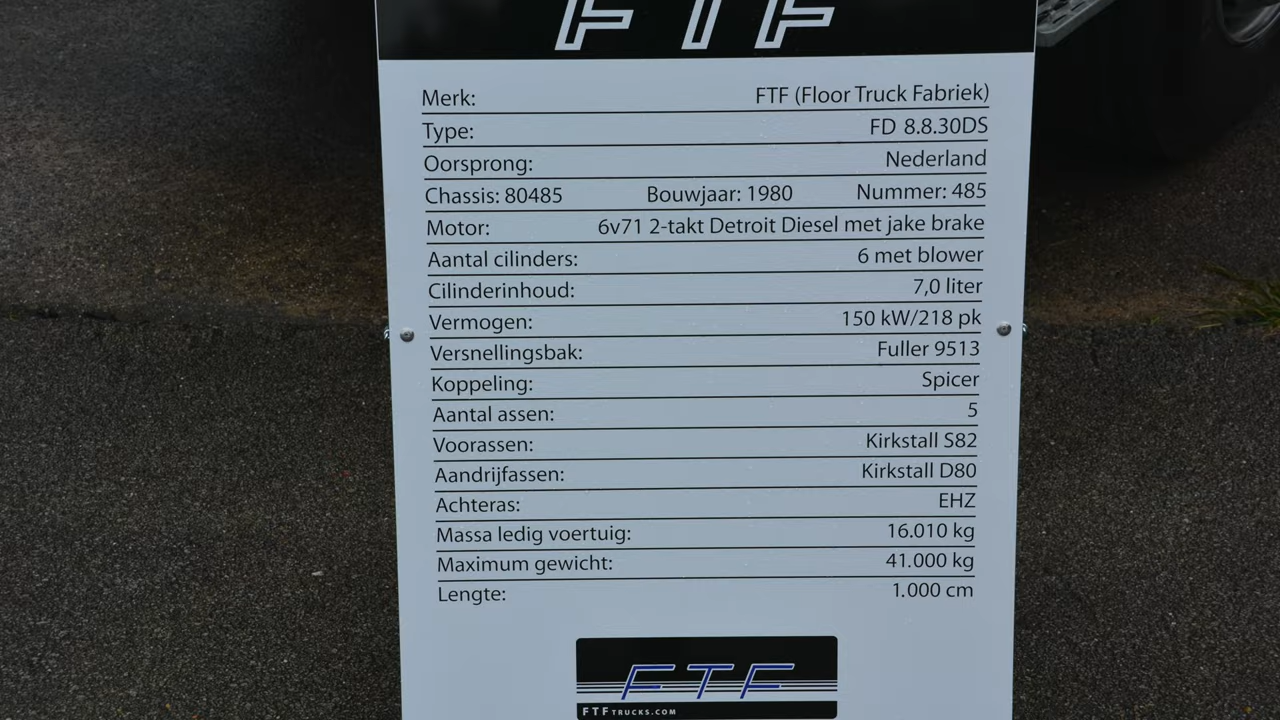 FTF
Merk: FTF (Floor Truck Fabriek)
Type: FD 8.8.30DS
Oorsprong: Nederland
Chassis: 80485 Bouwjaar: 1980 Nummer: 485
Motor: 6v71 2-takt Detroit Diesel met jake brake
Aantal cilinders: 6 met blower
Cilinderinhoud: 7,0 liter
Vermogen: 150 kW/218 pk
Versnellingsbak: Fuller 9513
Koppeling: Spicer
Aantal assen: 5
Voorassen: Kirkstall S82
Aandrijfassen: Kirkstall D80
Achteras: EHZ
Massa ledig voertuig: 16.010 kg
Maximum gewicht: 41.000 kg
Lengte: 1.000 cm
FTF
FTFTRUCKS.COM